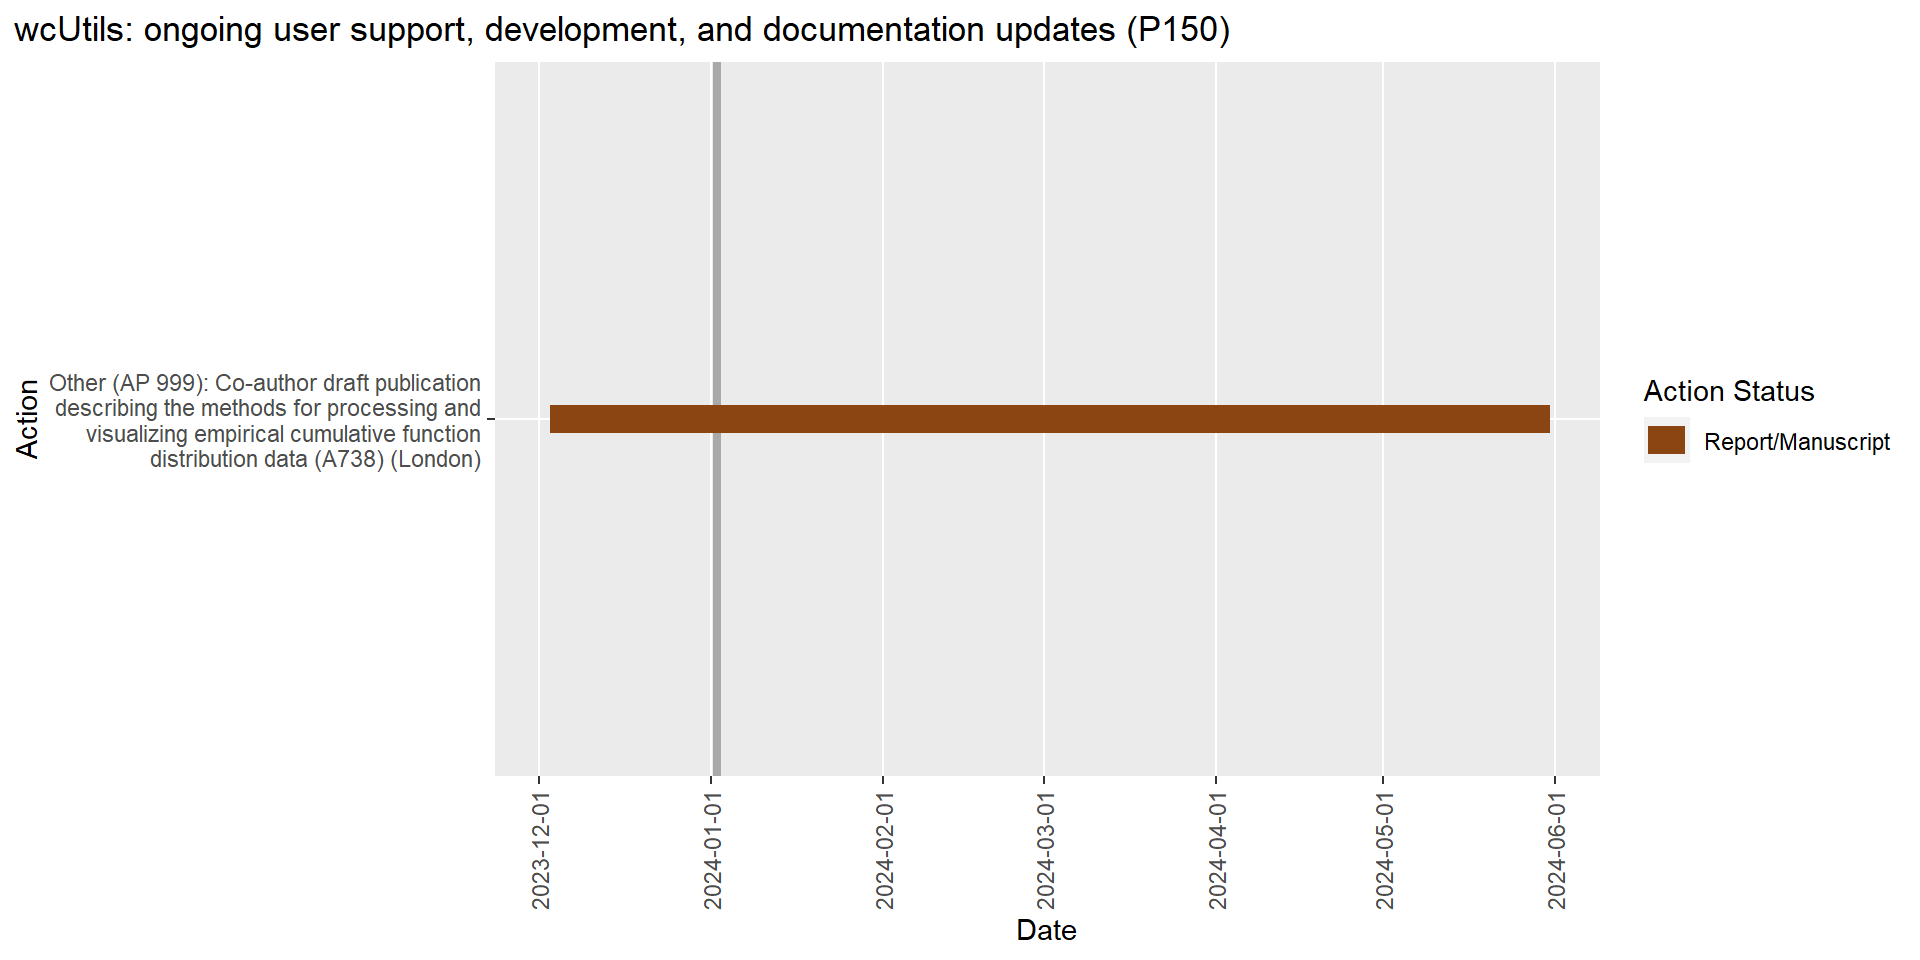 wcUtils: ongoing user support, development, and documentation updates (P150)
Action
Other (AP 999): Co-author draft publication
describing the methods for processing and
visualizing empirical cumulative function
distribution data (A738) (London)
Action Status
Report/Manuscript
2023-12-01
2024-01-01
2024-02-01
2024-03-01
2024-04-01
2024-05-01
2024-06-01
Date